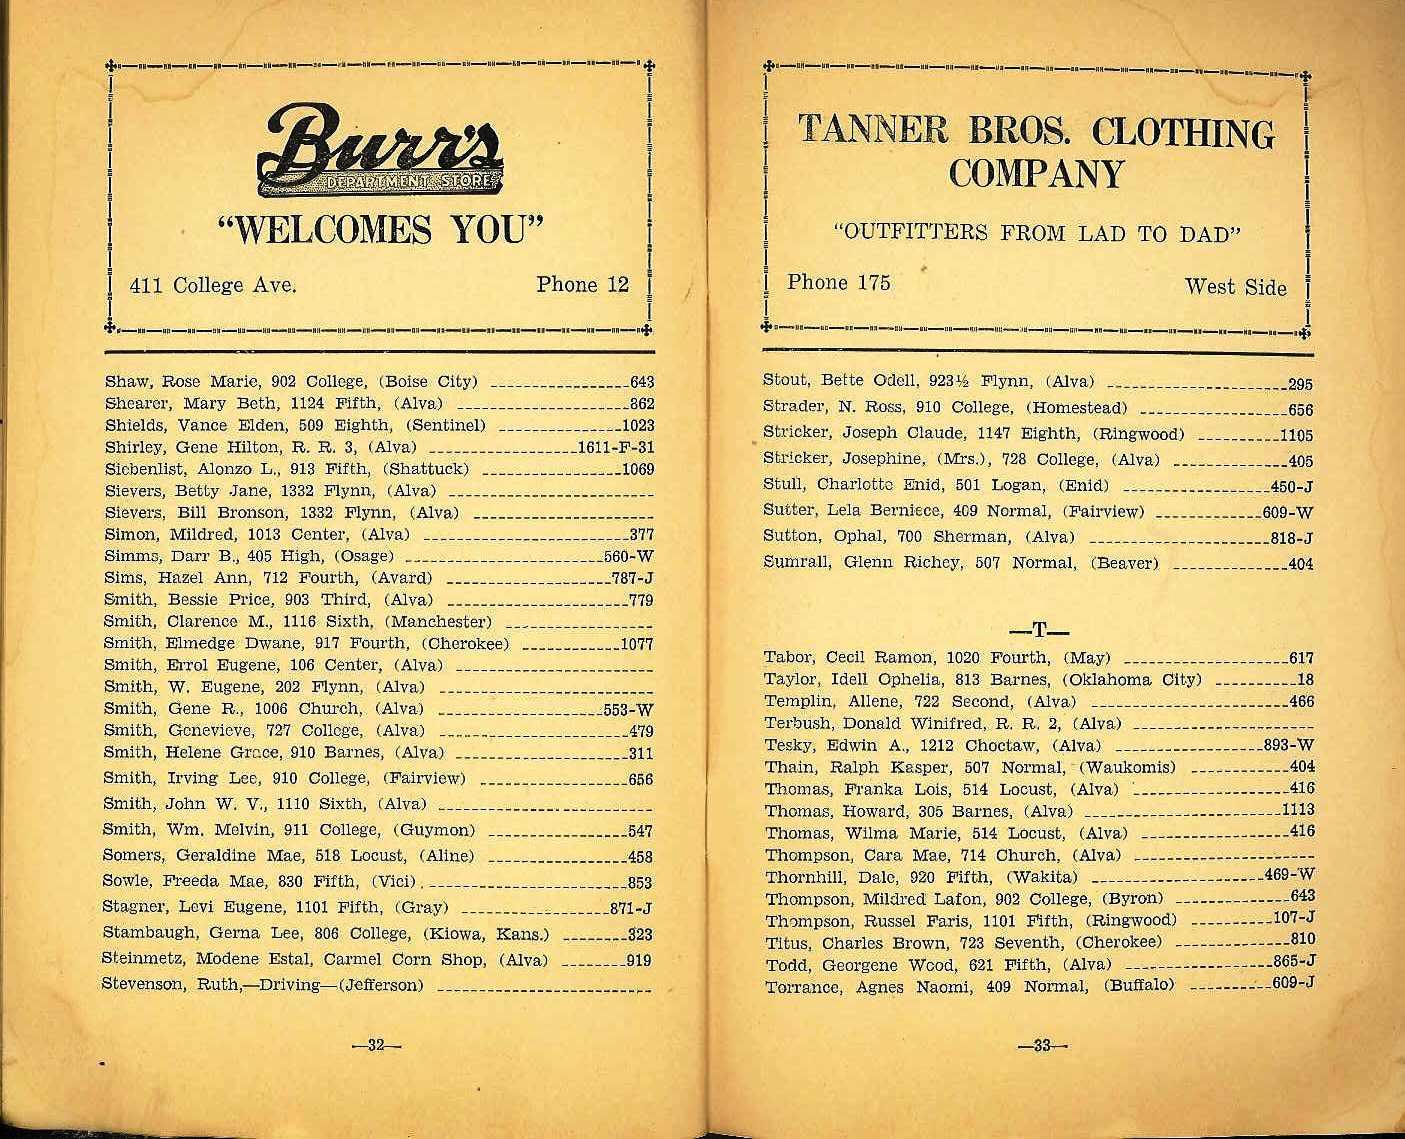 Burr's
DEPARTMENT STORE
“WELCOMES YOU”
411 College Ave. Phone 12
Shaw, Rose Marie, 902 College, (Boise City) 643
Shearer, Mary Beth, 1124 Fifth, (Alva) 862
Shields, Vance Elden, 509 Eighth, (Sentinel) 1023
Shirley, Gene Hilton, R. R. 3, (Alva) 1611-F-31
Siebenlist, Alonzo L., 913 Fifth, (Shattuck) 1069
Sievers, Betty Jane, 1332 Flynn, (Alva)
Sievers, Bill Bronson, 1332 Flynn, (Alva)
Simon, Mildred, 1013 Center, (Alva) 377
Simms, Darr B., 405 High, (Osage) 560-W
Sims, Hazel Ann, 712 Fourth, (Avard) 787-J
Smith, Bessie Price, 903 Third, (Alva) 779
Smith, Clarence M., 1116 Sixth, (Manchester)
Smith, Elmedge Dwane, 917 Fourth, (Cherokee) 1077
Smith, Errol Eugene, 106 Center, (Alva)
Smith, W. Eugene, 202 Flynn, (Alva)
Smith, Gene R., 1006 Church, (Alva) 553-W
Smith, Genevieve, 727 College, (Alva) 479
Smith, Helene Grace, 910 Barnes, (Alva) 311
Smith, Irving Lee, 910 College, (Fairview) 656
Smith, John W. V., 1110 Sixth, (Alva)
Smith, Wm. Melvin, 911 College, (Guymon) 547
Somers, Geraldine Mae, 518 Locust, (Aline) 458
Sowle, Freeda Mae, 830 Fifth, (Vici) 853
Stagner, Levi Eugene, 1101 Fifth, (Gray) 871-J
Stambaugh, Gerna Lee, 806 College, (Kiowa, Kans.) 323
Steinmetz, Modene Estal, Carmel Corn Shop, (Alva) 919
Stevenson, Ruth,—Driving—(Jefferson)
—32—
TANNER BROS. CLOTHING
COMPANY
“OUTFITTERS FROM LAD TO DAD”
Phone 175 West Side
Stout, Bette Odell, 923½ Flynn, (Alva) 295
Strader, N. Ross, 910 College, (Homestead) 656
Stricker, Joseph Claude, 1147 Eighth, (Ringwood) 1105
Stricker, Josephine, (Mrs.), 728 College, (Alva) 405
Stull, Charlotte Enid, 501 Logan, (Enid) 450-J
Sutter, Lela Berniece, 409 Normal, (Fairview) 609-W
Sutton, Ophal, 700 Sherman, (Alva) 818-J
Sumrall, Glenn Richey, 507 Normal, (Beaver) 404
—T—
Tabor, Cecil Ramon, 1020 Fourth, (May) 617
Taylor, Idell Ophelia, 813 Barnes, (Oklahoma City) 18
Templin, Allene, 722 Second, (Alva) 466
Terbush, Donald Winifred, R. R. 2, (Alva)
Tesky, Edwin A., 1212 Choctaw, (Alva) 893-W
Thain, Ralph Kasper, 507 Normal, (Waukomis) 404
Thomas, Franka Lois, 514 Locust, (Alva) 416
Thomas, Howard, 305 Barnes, (Alva) 1113
Thomas, Wilma Marie, 514 Locust, (Alva) 416
Thompson, Cara Mae, 714 Church, (Alva)
Thornhill, Dale, 920 Fifth, (Wakita) 469-W
Thompson, Mildred Lafon, 902 College, (Byron) 643
Thompson, Russel Faris, 1101 Fifth, (Ringwood) 107-J
Titus, Charles Brown, 723 Seventh, (Cherokee) 810
Todd, Georgene Wood, 621 Fifth, (Alva) 865-J
Torrance, Agnes Naomi, 409 Normal, (Buffalo) 609-J
—33—